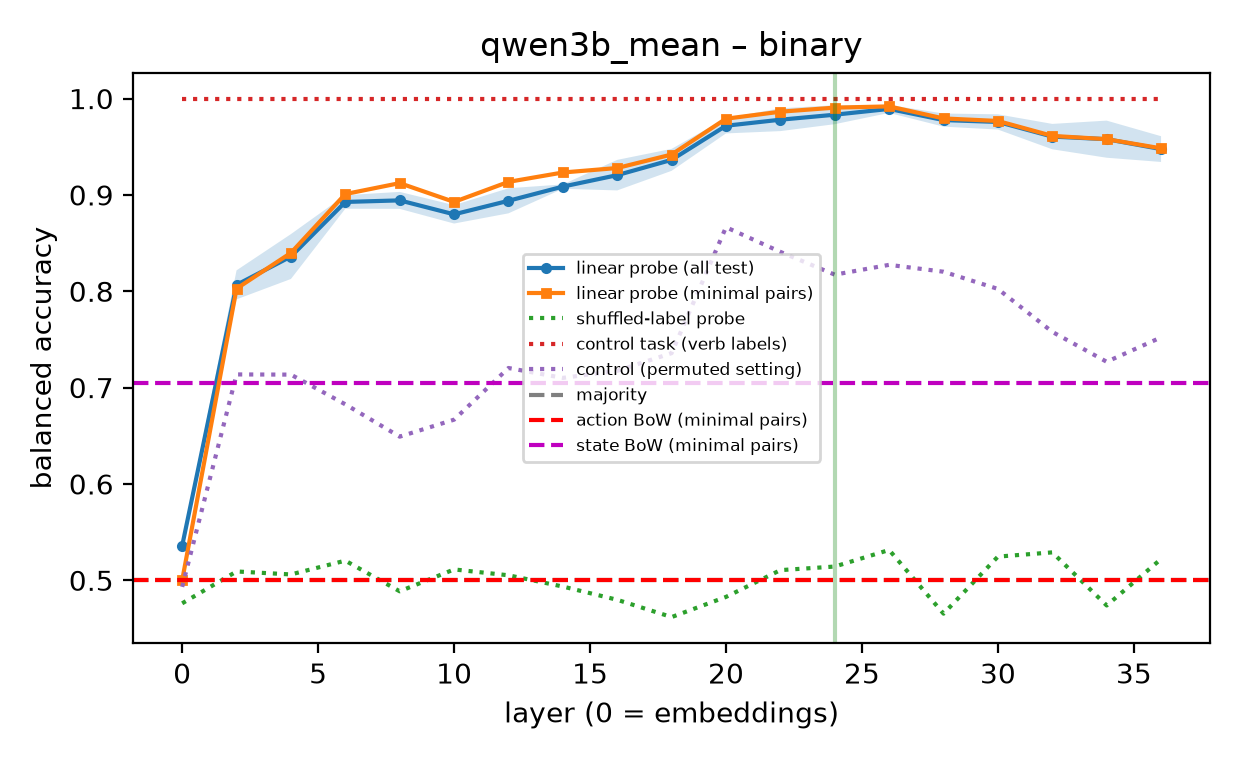 qwen3b_mean – binary
balanced accuracy
1.0
0.9
0.8
0.7
0.6
0.5
linear probe (all test)
linear probe (minimal pairs)
shuffled-label probe
control task (verb labels)
control (permuted setting)
majority
action BoW (minimal pairs)
state BoW (minimal pairs)
0 5 10 15 20 25 30 35
layer (0 = embeddings)